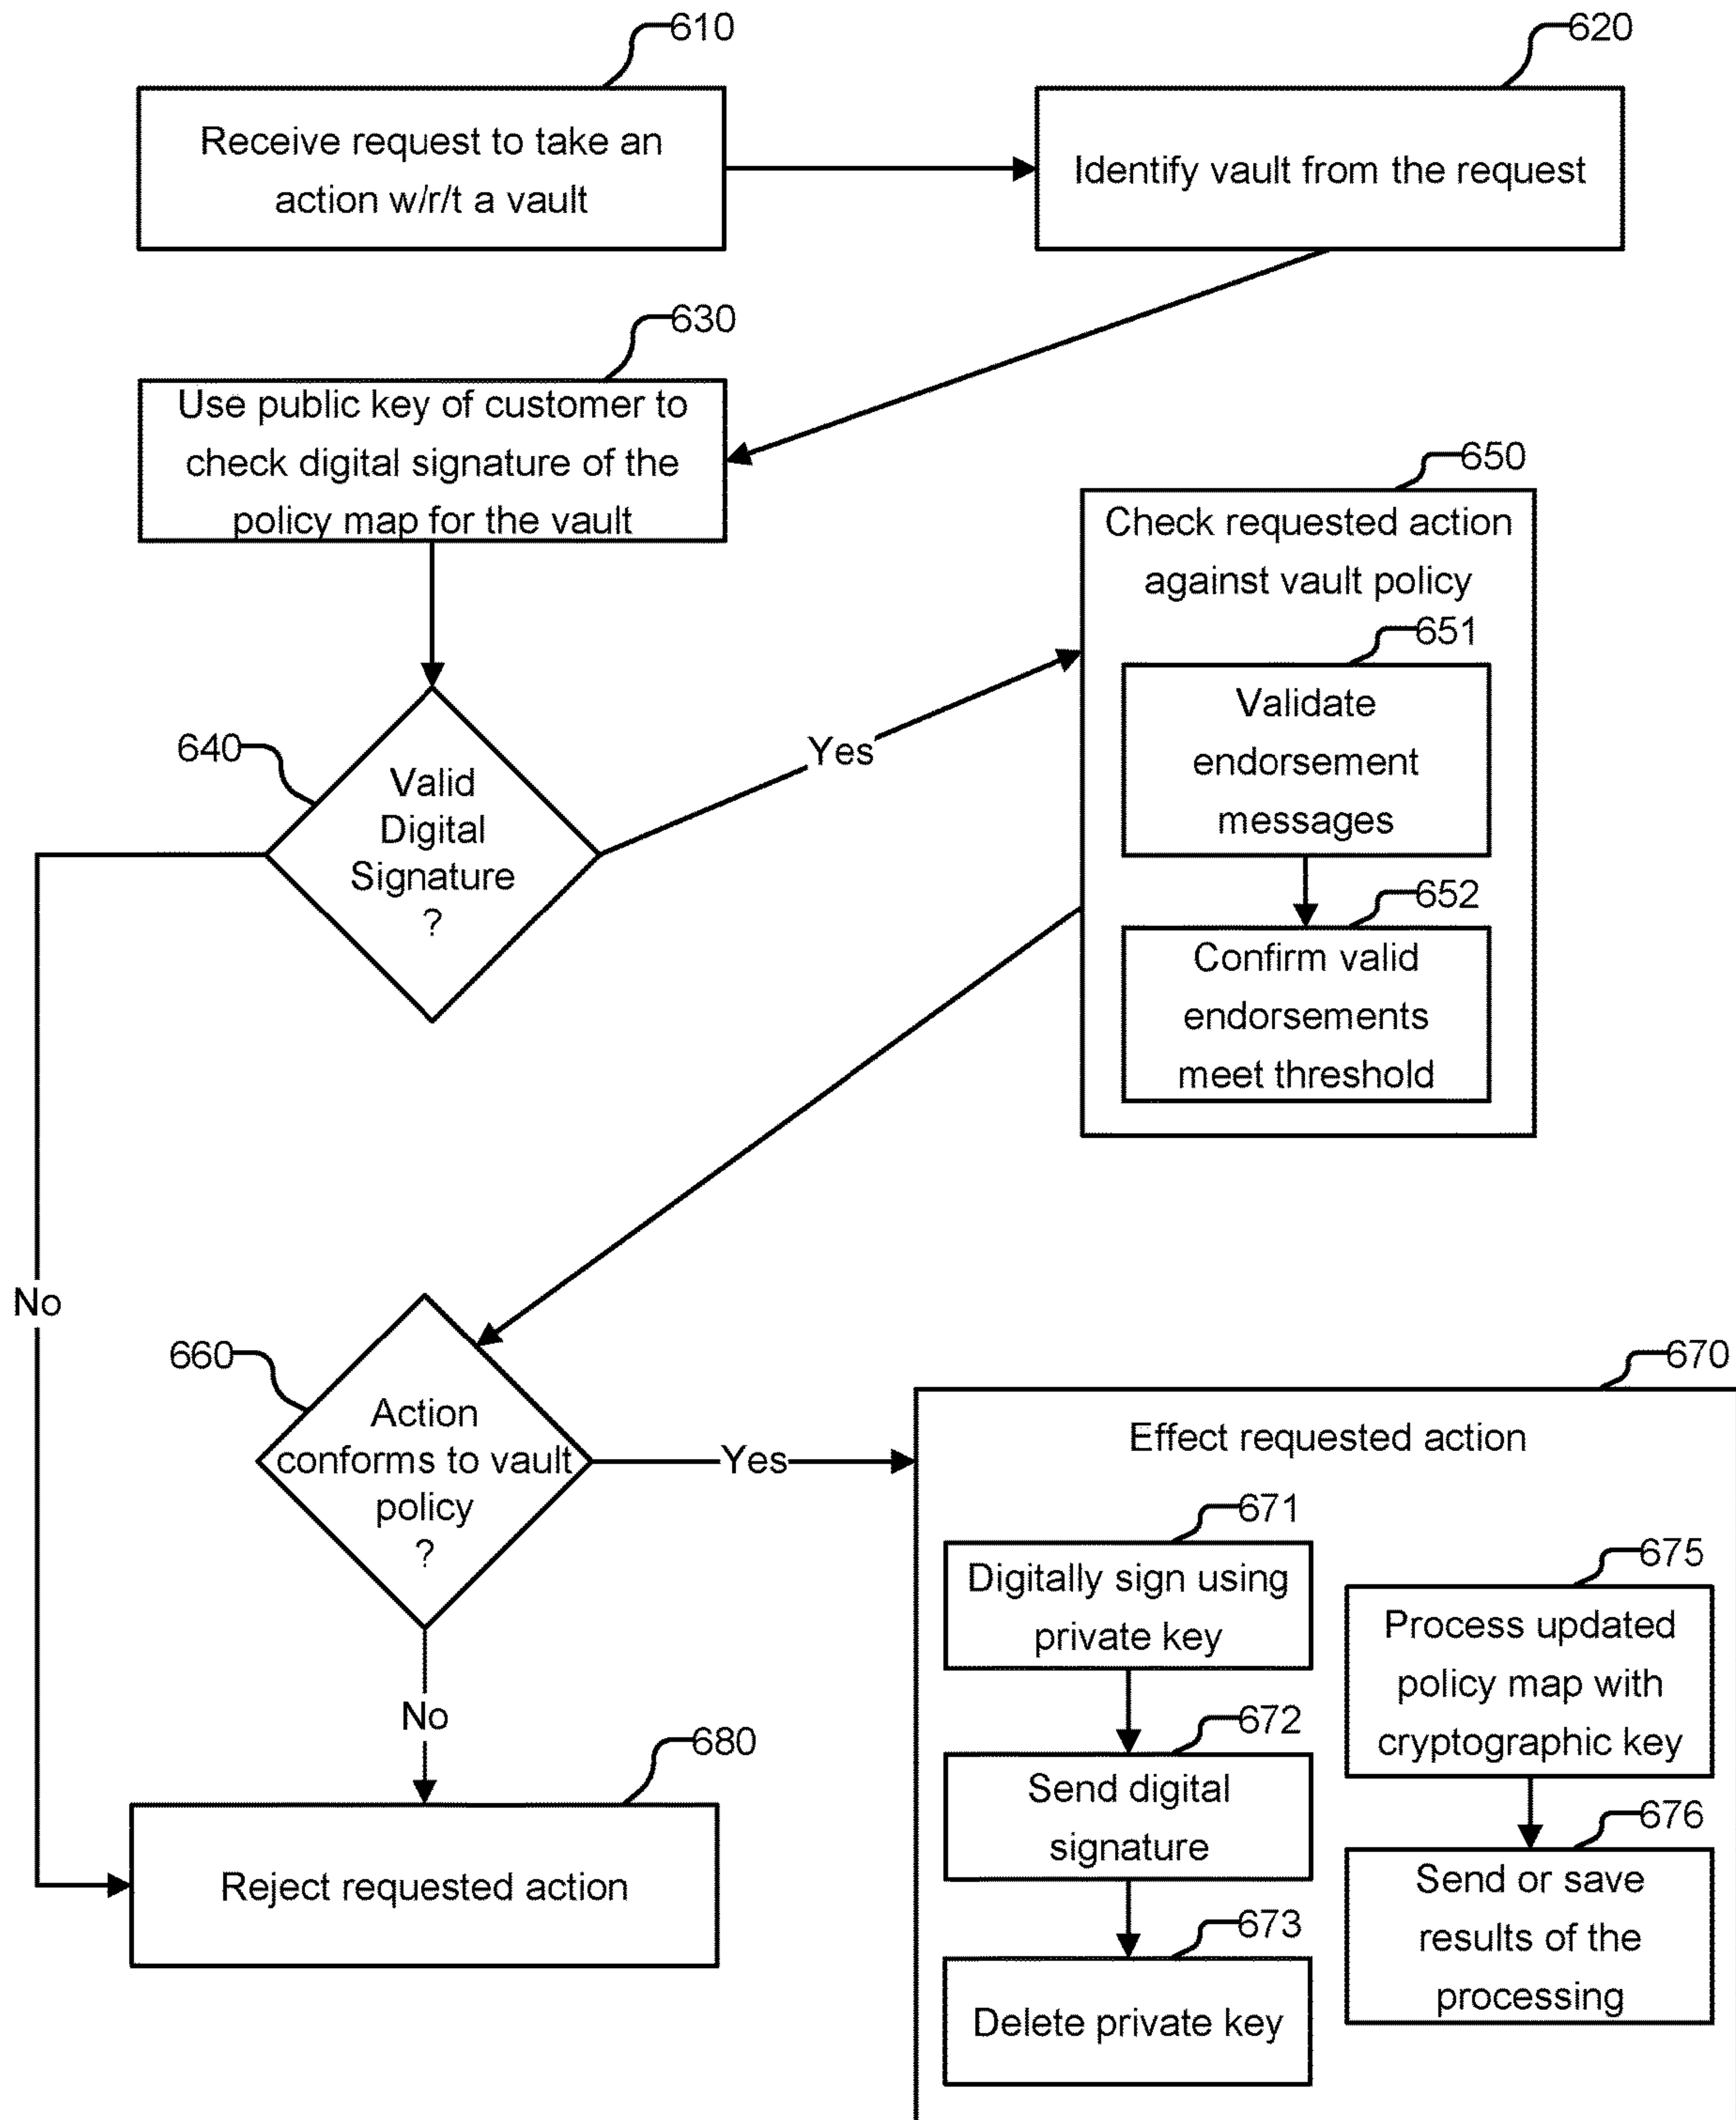 610
Receive request to take an
action w/r/t a vault
620
Identify vault from the request
630
Use public key of customer to
check digital signature of the
policy map for the vault
640
Valid
Digital
Signature
?
Yes
No
650
Check requested action
against vault policy
651
Validate
endorsement
messages
652
Confirm valid
endorsements
meet threshold
660
Action
conforms to vault
policy
?
Yes
No
670
Effect requested action
671
Digitally sign using
private key
672
Send digital
signature
673
Delete private key
675
Process updated
policy map with
cryptographic key
676
Send or save
results of the
processing
680
Reject requested action